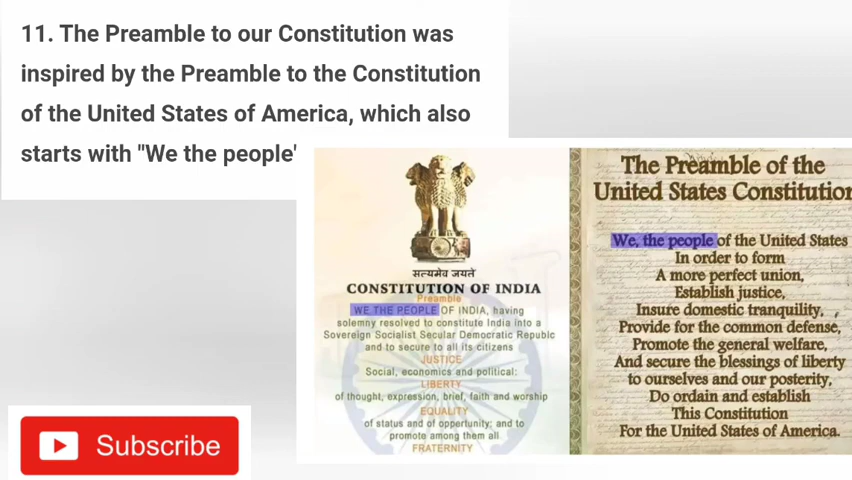 11. The Preamble to our Constitution was
inspired by the Preamble to the Constitution
of the United States of America, which also
starts with "We the people'
सत्यमेव जयते
CONSTITUTION OF INDIA
Preamble
WE THE PEOPLE OF INDIA, having
solemny resolved to constitute India into a
Sovereign Socialist Secular Democratic Republc
and to secure to all its citizens
JUSTICE
Social, economics and political:
LIBERTY
of thought, expression, brief, faith and worship
EQUALITY
of status and of opportunity; and to
promote among them all
FRATERNITY
The Preamble of the
United States Constitution
We, the people of the United States
In order to form
A more perfect union,
Establish justice,
Insure domestic tranquility,
Provide for the common defense,
Promote the general welfare,
And secure the blessings of liberty
to ourselves and our posterity,
Do ordain and establish
This Constitution
For the United States of America.
Subscribe